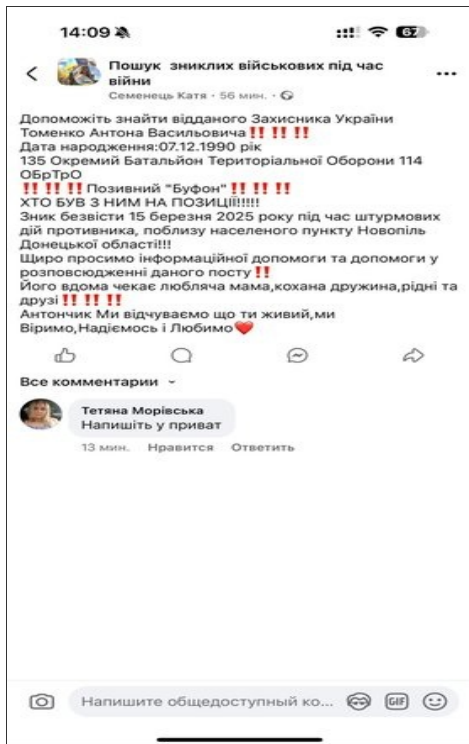 14:09
67
Пошук зниклих військових під час
війни
Семенець Катя · 56 мин. ·
Допоможіть знайти відданого Захисника України
Томенко Антона Васильовича‼️ ‼️ ‼️
Дата народження:07.12.1990 рік
135 Окремий Батальйон Територіальної Оборони 114
ОБрТрО
‼️ ‼️ ‼️Позивний "Буфон"‼️ ‼️ ‼️
ХТО БУВ З НИМ НА ПОЗИЦІЇ!!!!!
Зник безвісти 15 березня 2025 року під час штурмових
дій противника, поблизу населеного пункту Новопіль
Донецької області!!!
Щиро просимо інформаційної допомоги та допомоги у
розповсюдженні даного посту‼️
Його вдома чекає любляча мама,кохана дружина,рідні та
друзі‼️ ‼️ ‼️
Антончик Ми відчуваємо що ти живий,ми
Віримо,Надіємось і Любимо❤️
Все комментарии
Тетяна Морівська
Напишіть у приват
13 мин. Нравится Ответить
Напишите общедоступный ко...
GIF